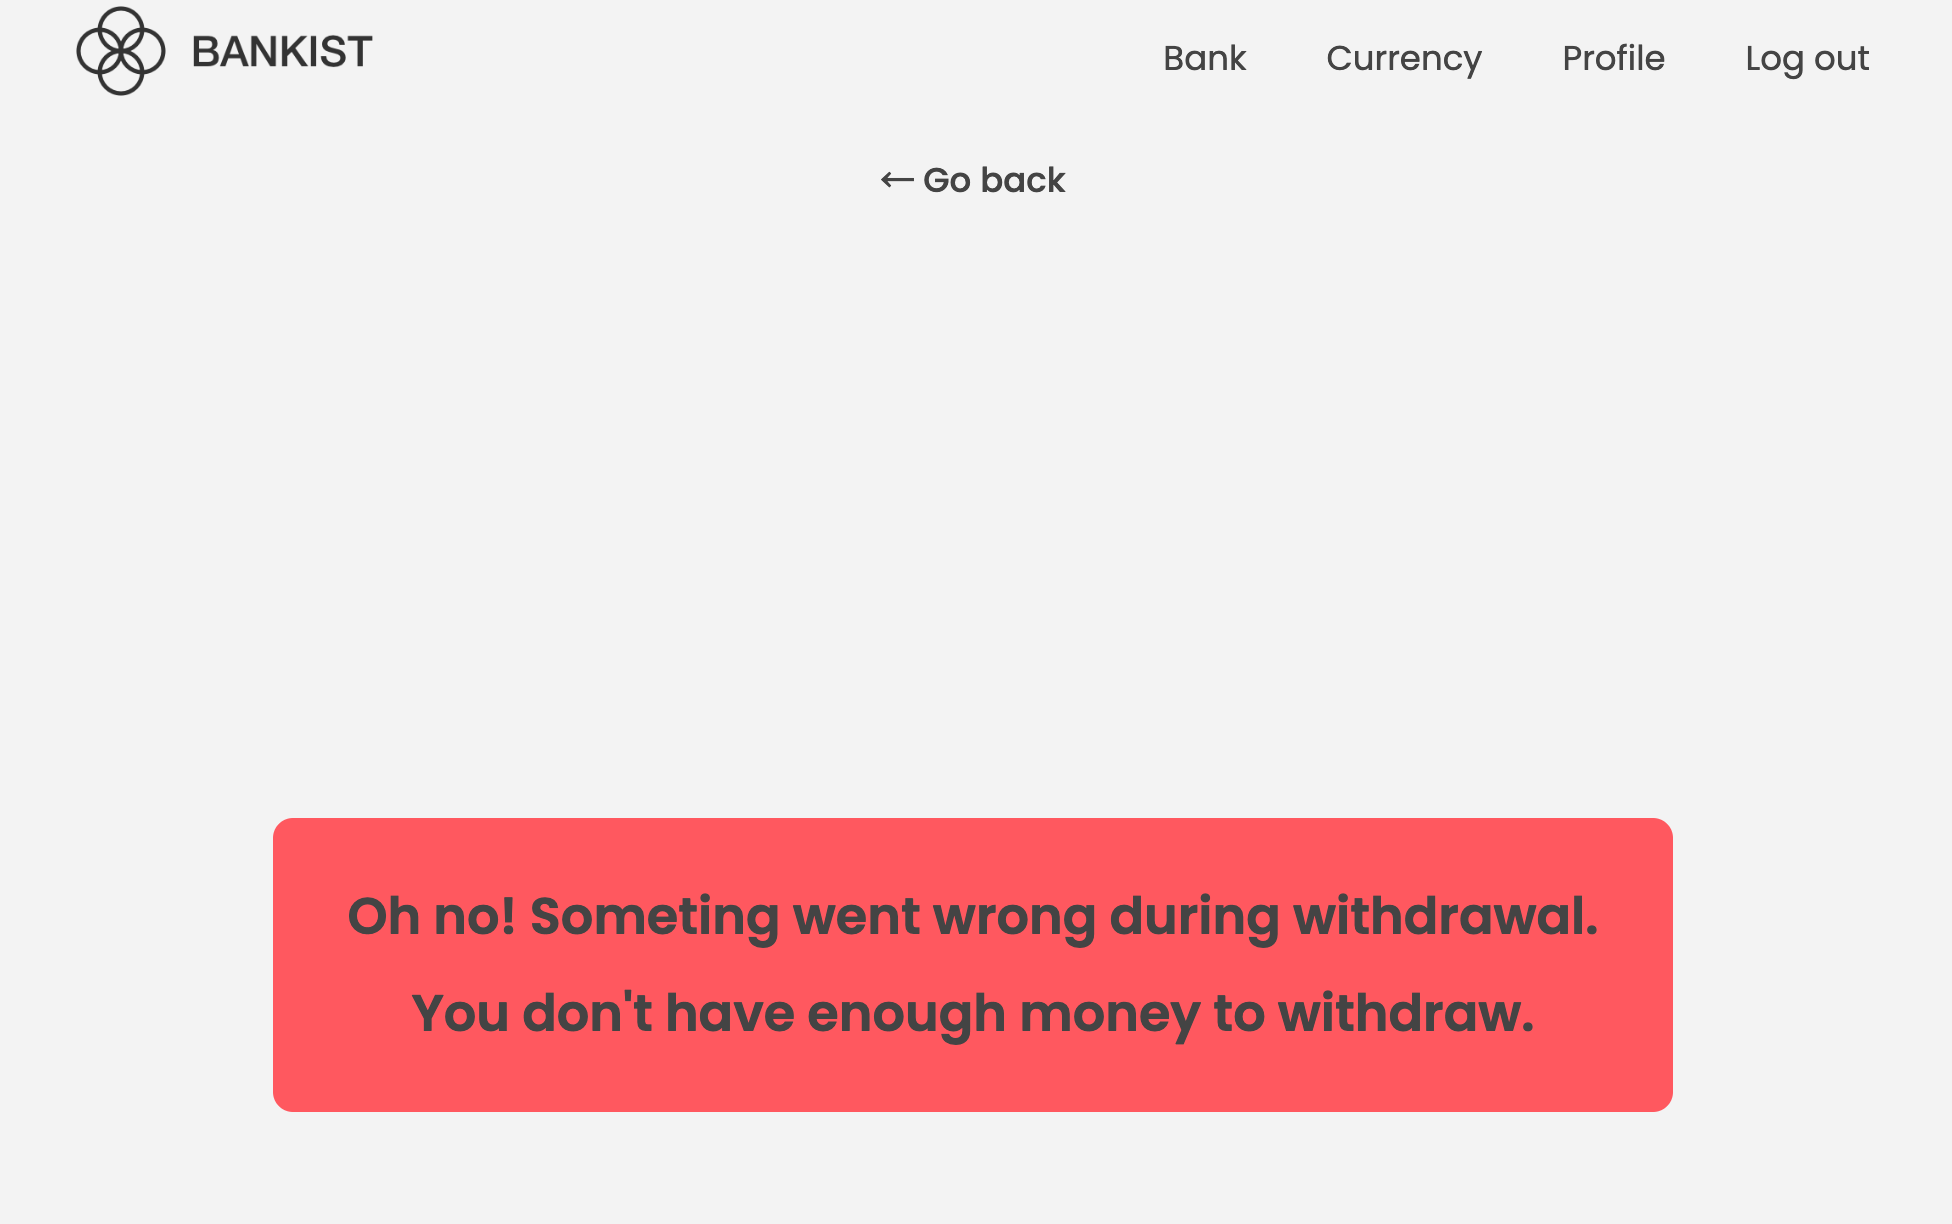 BANKIST
Bank Currency Profile Log out
← Go back
Oh no! Someting went wrong during withdrawal.
You don't have enough money to withdraw.